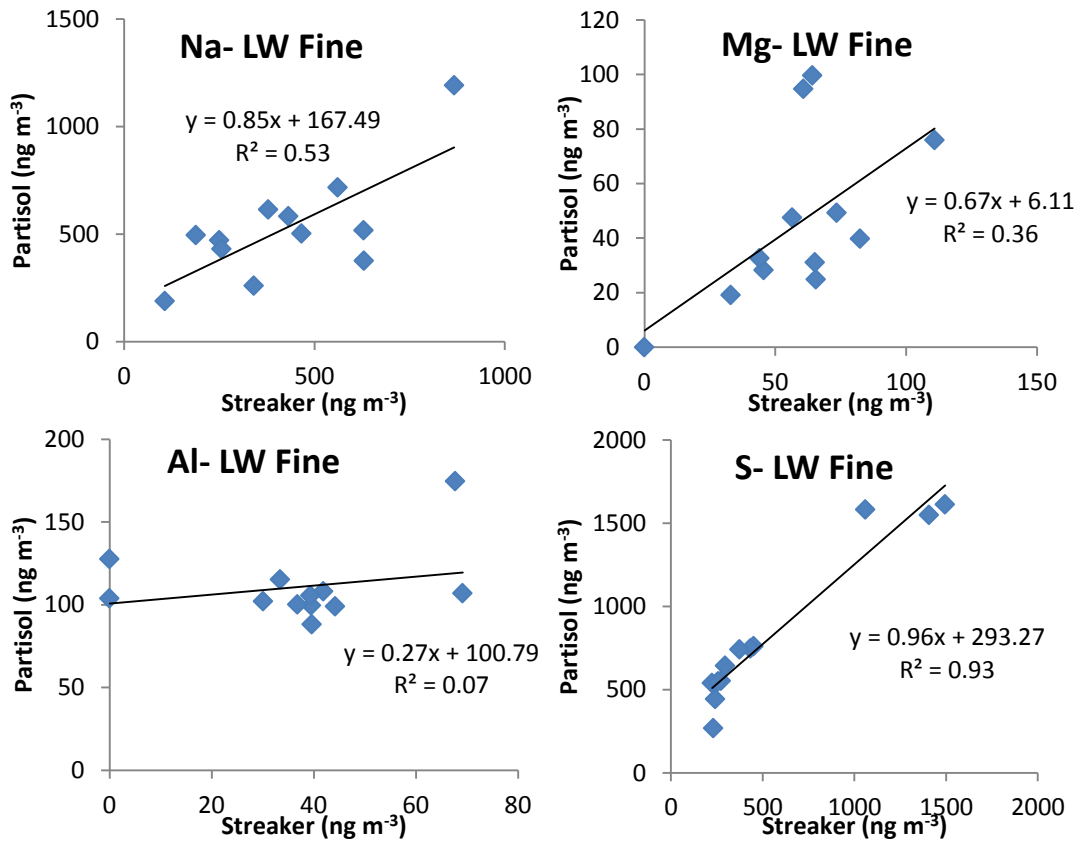 Na- LW Fine
y = 0.85x + 167.49
R² = 0.53
Partisol (ng m⁻³)
1500
1000
500
0
0 500 1000
Streaker (ng m⁻³)
Mg- LW Fine
y = 0.67x + 6.11
R² = 0.36
Partisol (ng m⁻³)
120
100
80
60
40
20
0
0 50 100 150
Streaker (ng m⁻³)
Al- LW Fine
y = 0.27x + 100.79
R² = 0.07
Partisol (ng m⁻³)
200
150
100
50
0
0 20 40 60 80
Streaker (ng m⁻³)
S- LW Fine
y = 0.96x + 293.27
R² = 0.93
Partisol (ng m⁻³)
2000
1500
1000
500
0
0 500 1000 1500 2000
Streaker (ng m⁻³)